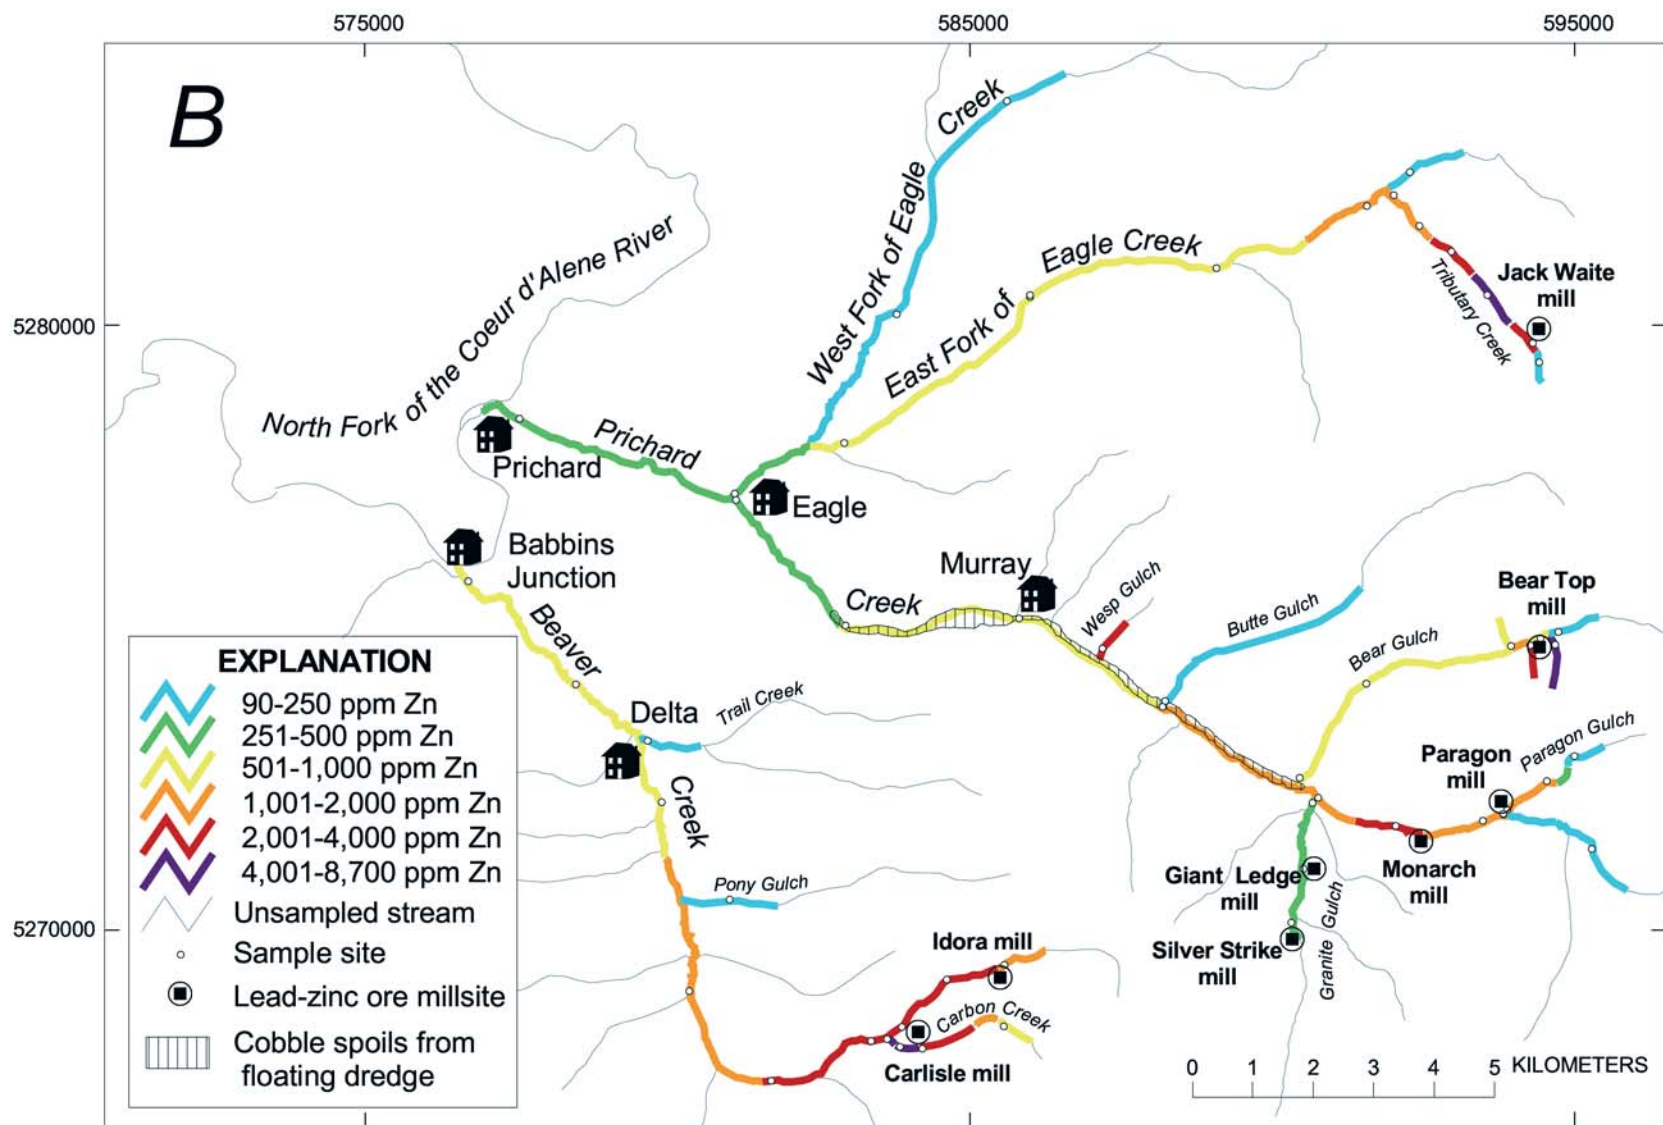 575000
585000
595000
B
5280000
5270000
West Fork of Eagle Creek
East Fork of Eagle Creek
Tributary Creek
Jack Waite
mill
North Fork of the Coeur d'Alene River
Prichard
Prichard Creek
Eagle
Babbins
Junction
Murray
Wesp Gulch
Butte Gulch
Bear Gulch
Bear Top
mill
Beaver Creek
Delta
Trail Creek
Paragon
mill
Paragon Gulch
Monarch
mill
Giant Ledge
mill
Silver Strike
mill
Granite Gulch
Pony Gulch
Idora mill
Carbon Creek
Carlisle mill
EXPLANATION
90-250 ppm Zn
251-500 ppm Zn
501-1,000 ppm Zn
1,001-2,000 ppm Zn
2,001-4,000 ppm Zn
4,001-8,700 ppm Zn
Unsampled stream
Sample site
Lead-zinc ore millsite
Cobble spoils from
floating dredge
0 1 2 3 4 5 KILOMETERS